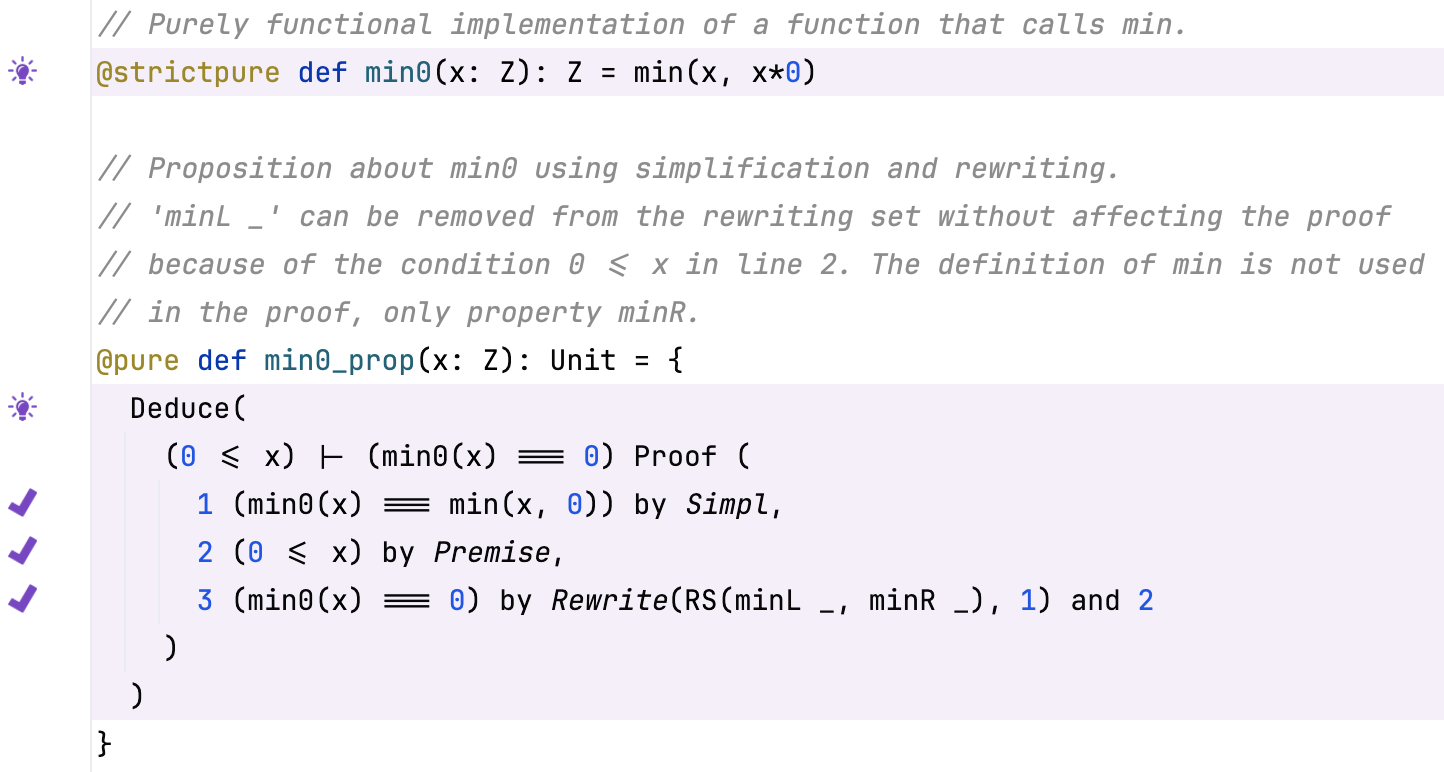 // Purely functional implementation of a function that calls min.
@strictpure def min0(x: Z): Z = min(x, x*0)
// Proposition about min0 using simplification and rewriting.
// 'minL _' can be removed from the rewriting set without affecting the proof
// because of the condition 0 ⩽ x in line 2. The definition of min is not used
// in the proof, only property minR.
@pure def min0_prop(x: Z): Unit = {
Deduce(
(0 ⩽ x) ⊢ (min0(x) ≡ 0) Proof (
1 (min0(x) ≡ min(x, 0)) by Simpl,
2 (0 ⩽ x) by Premise,
3 (min0(x) ≡ 0) by Rewrite(RS(minL _, minR _), 1) and 2
)
)
}